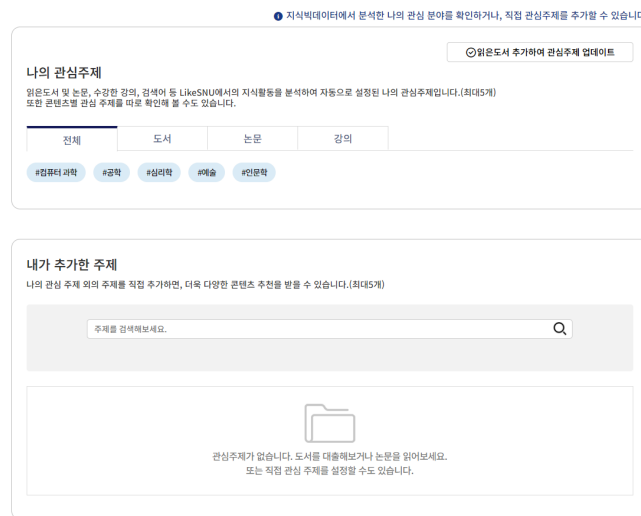 지식빅데이터에서 분석한 나의 관심 분야를 확인하거나, 직접 관심주제를 추가할 수 있습니다
읽은도서 추가하여 관심주제 업데이트
나의 관심주제
읽은도서 및 논문, 수강한 강의, 검색어 등 LikeSNU에서의 지식활동을 분석하여 자동으로 설정된 나의 관심주제입니다.(최대5개)
또한 콘텐츠별 관심 주제를 따로 확인해 볼 수도 있습니다.
전체 도서 논문 강의
#컴퓨터 과학 #공학 #심리학 #예술 #인문학
내가 추가한 주제
나의 관심 주제 외의 주제를 직접 추가하면, 더욱 다양한 콘텐츠 추천을 받을 수 있습니다.(최대5개)
주제를 검색해보세요.
관심주제가 없습니다. 도서를 대출해보거나 논문을 읽어보세요.
또는 직접 관심 주제를 설정할 수도 있습니다.